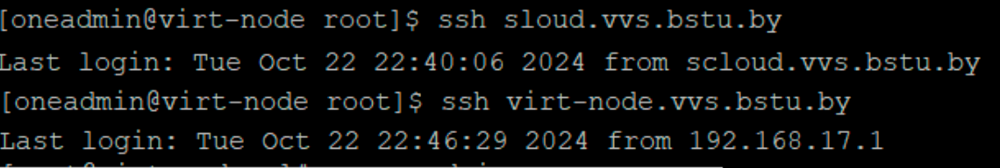 [oneadmin@virt-node root]$ ssh sloud.vvs.bstu.by
Last login: Tue Oct 22 22:40:06 2024 from scloud.vvs.bstu.by
[oneadmin@virt-node root]$ ssh virt-node.vvs.bstu.by
Last login: Tue Oct 22 22:46:29 2024 from 192.168.17.1